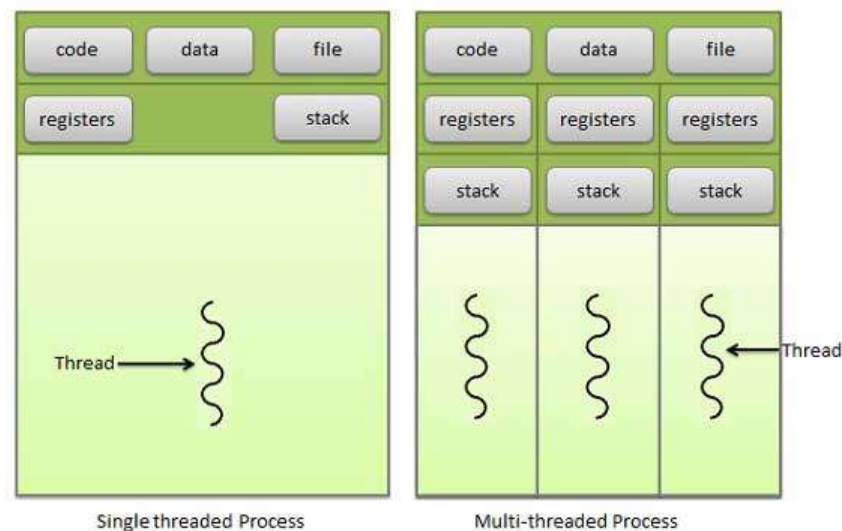 code data file
registers stack
Thread
Single threaded Process
code data file
registers registers registers
stack stack stack
Thread
Multi-threaded Process